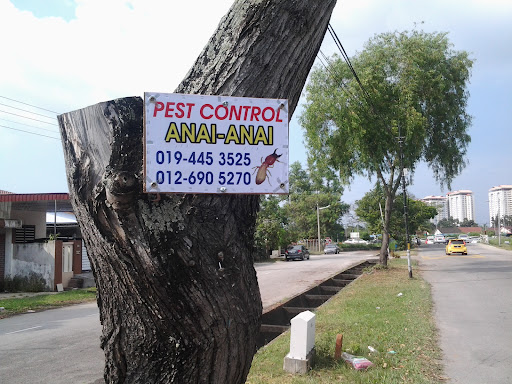 PEST CONTROL
ANAI-ANAI
019-445 3525
012-690 5270